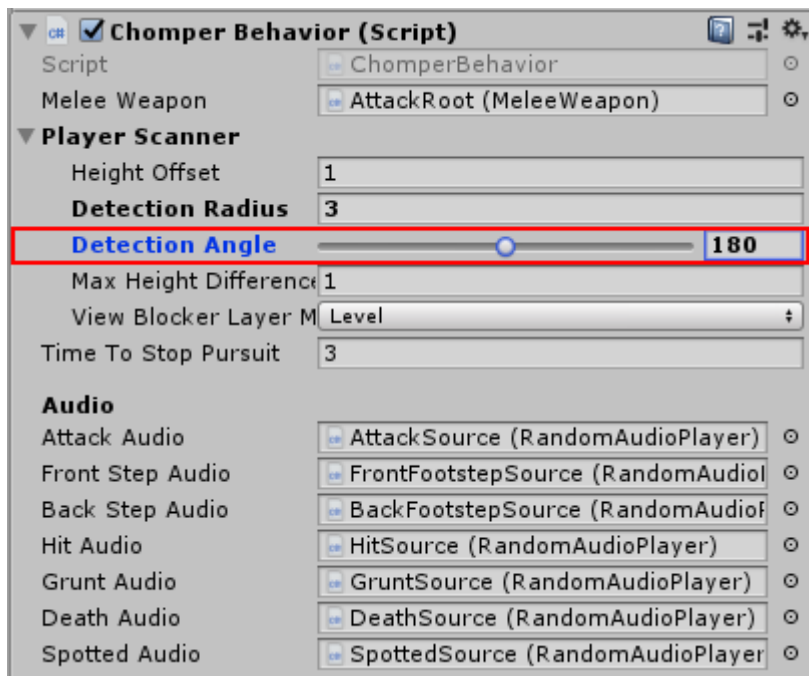 Chomper Behavior (Script)
Script ChomperBehavior
Melee Weapon AttackRoot (MeleeWeapon)
Player Scanner
Height Offset 1
Detection Radius 3
Detection Angle 180
Max Height Difference 1
View Blocker Layer M Level
Time To Stop Pursuit 3
Audio
Attack Audio AttackSource (RandomAudioPlayer)
Front Step Audio FrontFootstepSource (RandomAudio
Back Step Audio BackFootstepSource (RandomAudio
Hit Audio HitSource (RandomAudioPlayer)
Grunt Audio GruntSource (RandomAudioPlayer)
Death Audio DeathSource (RandomAudioPlayer)
Spotted Audio SpottedSource (RandomAudioPlayer